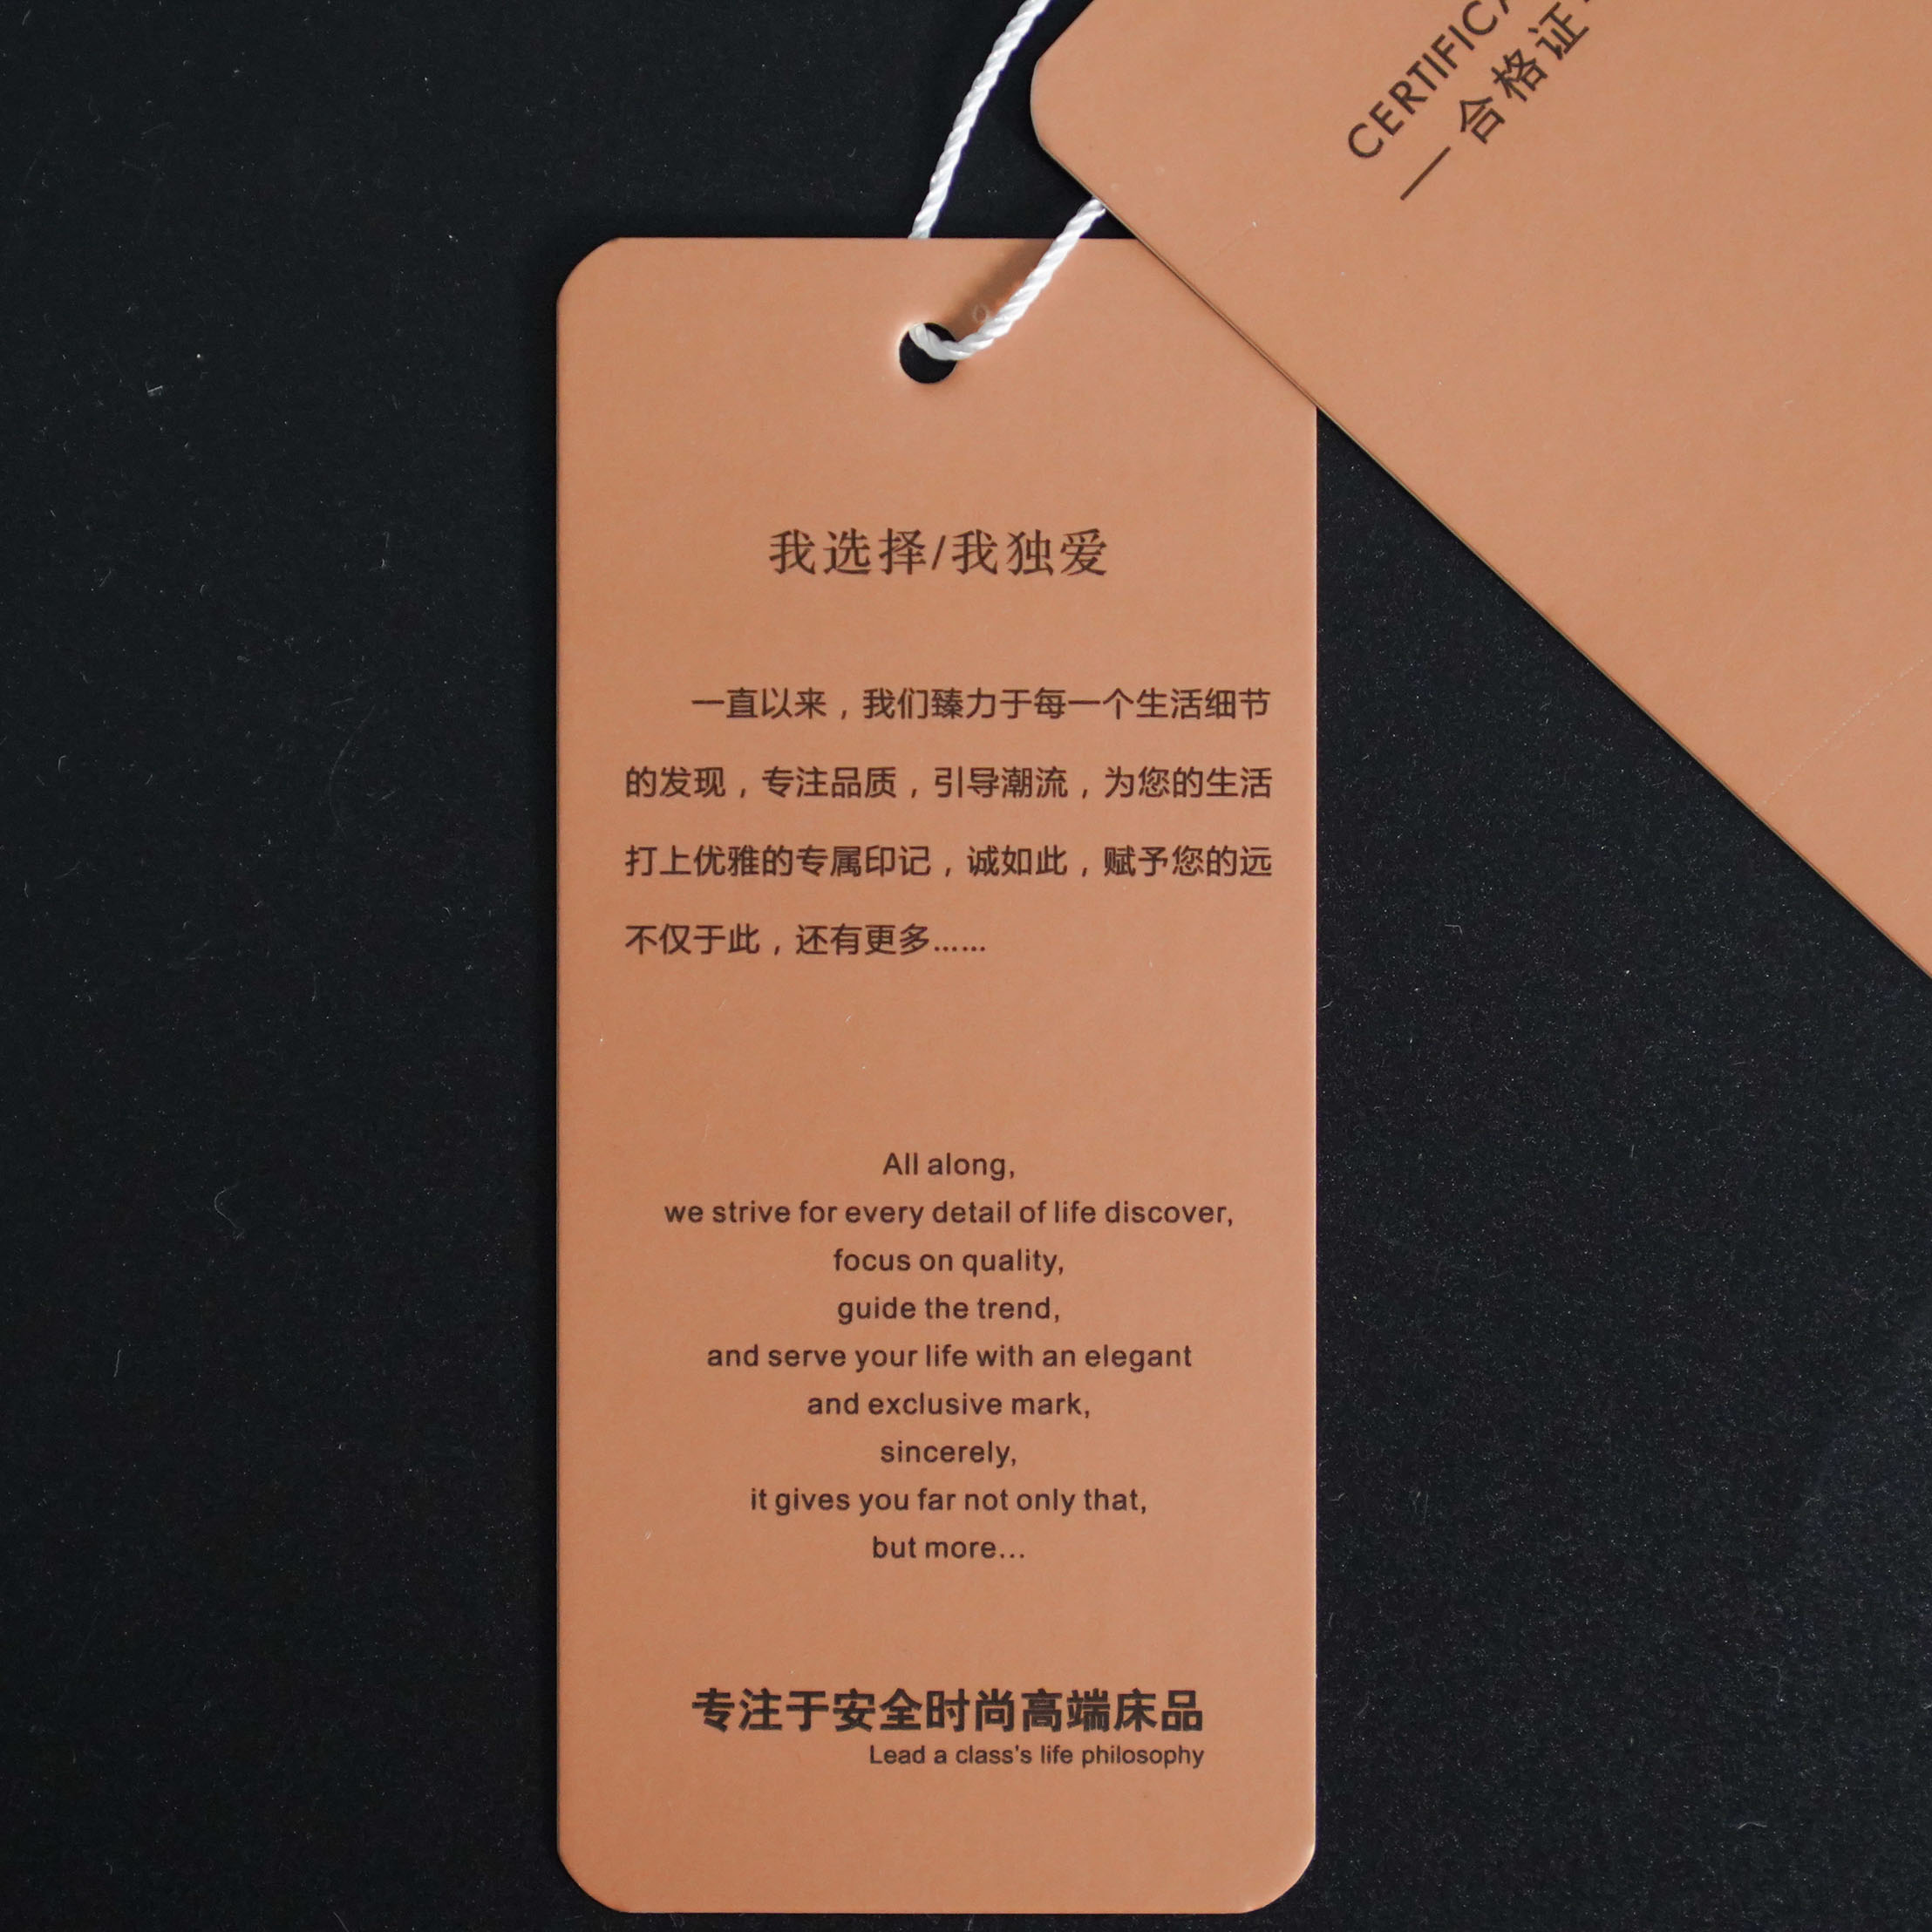 CERTIFICA
合格证
我选择/我独爱
一直以来，我们臻力于每一个生活细节
的发现，专注品质，引导潮流，为您的生活
打上优雅的专属印记，诚如此，赋予您的远
不仅于此，还有更多……
All along,
we strive for every detail of life discover,
focus on quality,
guide the trend,
and serve your life with an elegant
and exclusive mark,
sincerely,
it gives you far not only that,
but more...
专注于安全时尚高端床品
Lead a class's life philosophy